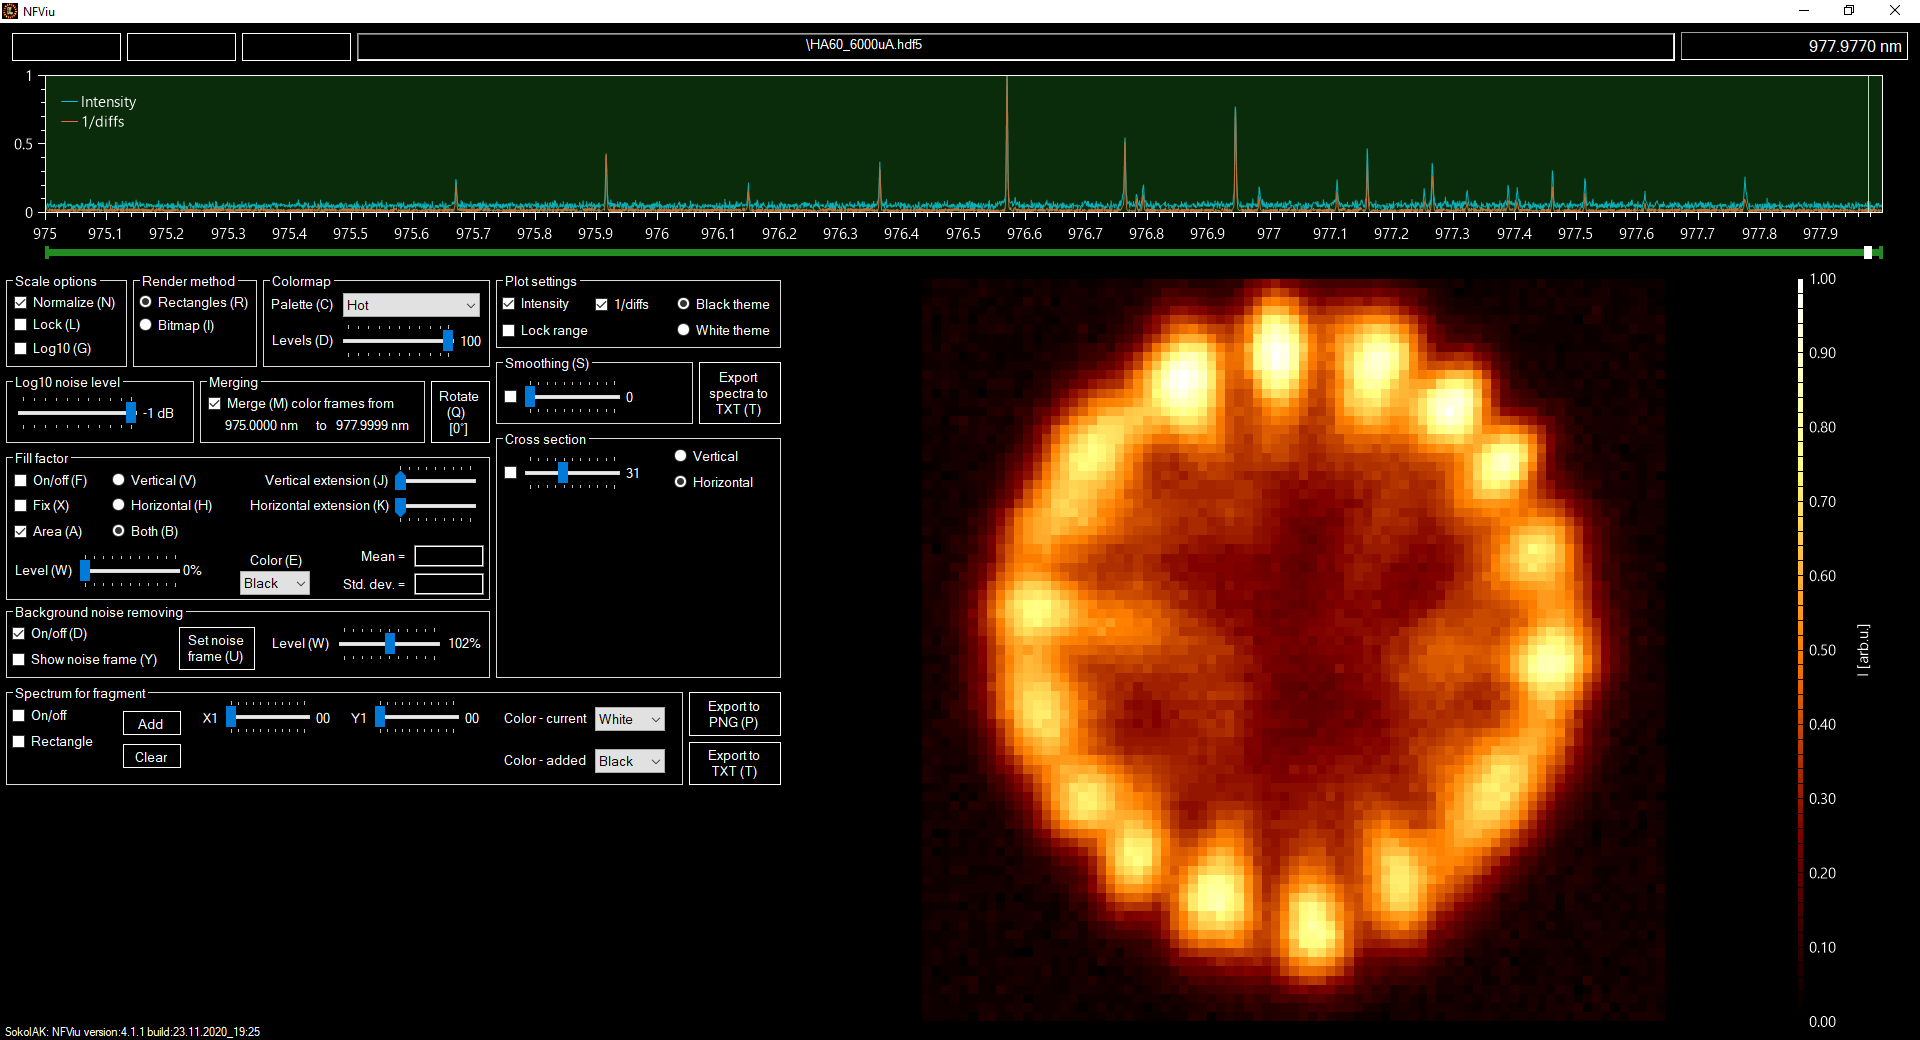 NFViu
\HA60_6000uA.hdf5
977.9770 nm
1
0.5
0
Intensity
1/diffs
975 975.1 975.2 975.3 975.4 975.5 975.6 975.7 975.8 975.9 976 976.1 976.2 976.3 976.4 976.5 976.6 976.7 976.8 976.9 977 977.1 977.2 977.3 977.4 977.5 977.6 977.7 977.8 977.9
Scale options
Normalize (N)
Lock (L)
Log10 (G)
Render method
Rectangles (R)
Bitmap (I)
Colormap
Palette (C) Hot
Levels (D) 100
Plot settings
Intensity 1/diffs Black theme
Lock range White theme
Log10 noise level
-1 dB
Merging
Merge (M) color frames from
975.0000 nm to 977.9999 nm
Rotate
(Q)
[0°]
Smoothing (S)
0
Export
spectra to
TXT (T)
Cross section
31
Vertical
Horizontal
Fill factor
On/off (F) Vertical (V) Vertical extension (J)
Fix (X) Horizontal (H) Horizontal extension (K)
Area (A) Both (B)
Level (W) 0%
Color (E)
Black
Mean =
Std. dev. =
Background noise removing
On/off (D)
Show noise frame (Y)
Set noise
frame (U)
Level (W) 102%
Spectrum for fragment
On/off
Rectangle
Add
Clear
X1 00 Y1 00
Color - current White
Color - added Black
Export to
PNG (P)
Export to
TXT (T)
1.00
0.90
0.80
0.70
0.60
0.50
0.40
0.30
0.20
0.10
0.00
I [arb.u.]
SokolAK: NFViu version:4.1.1 build:23.11.2020_19:25